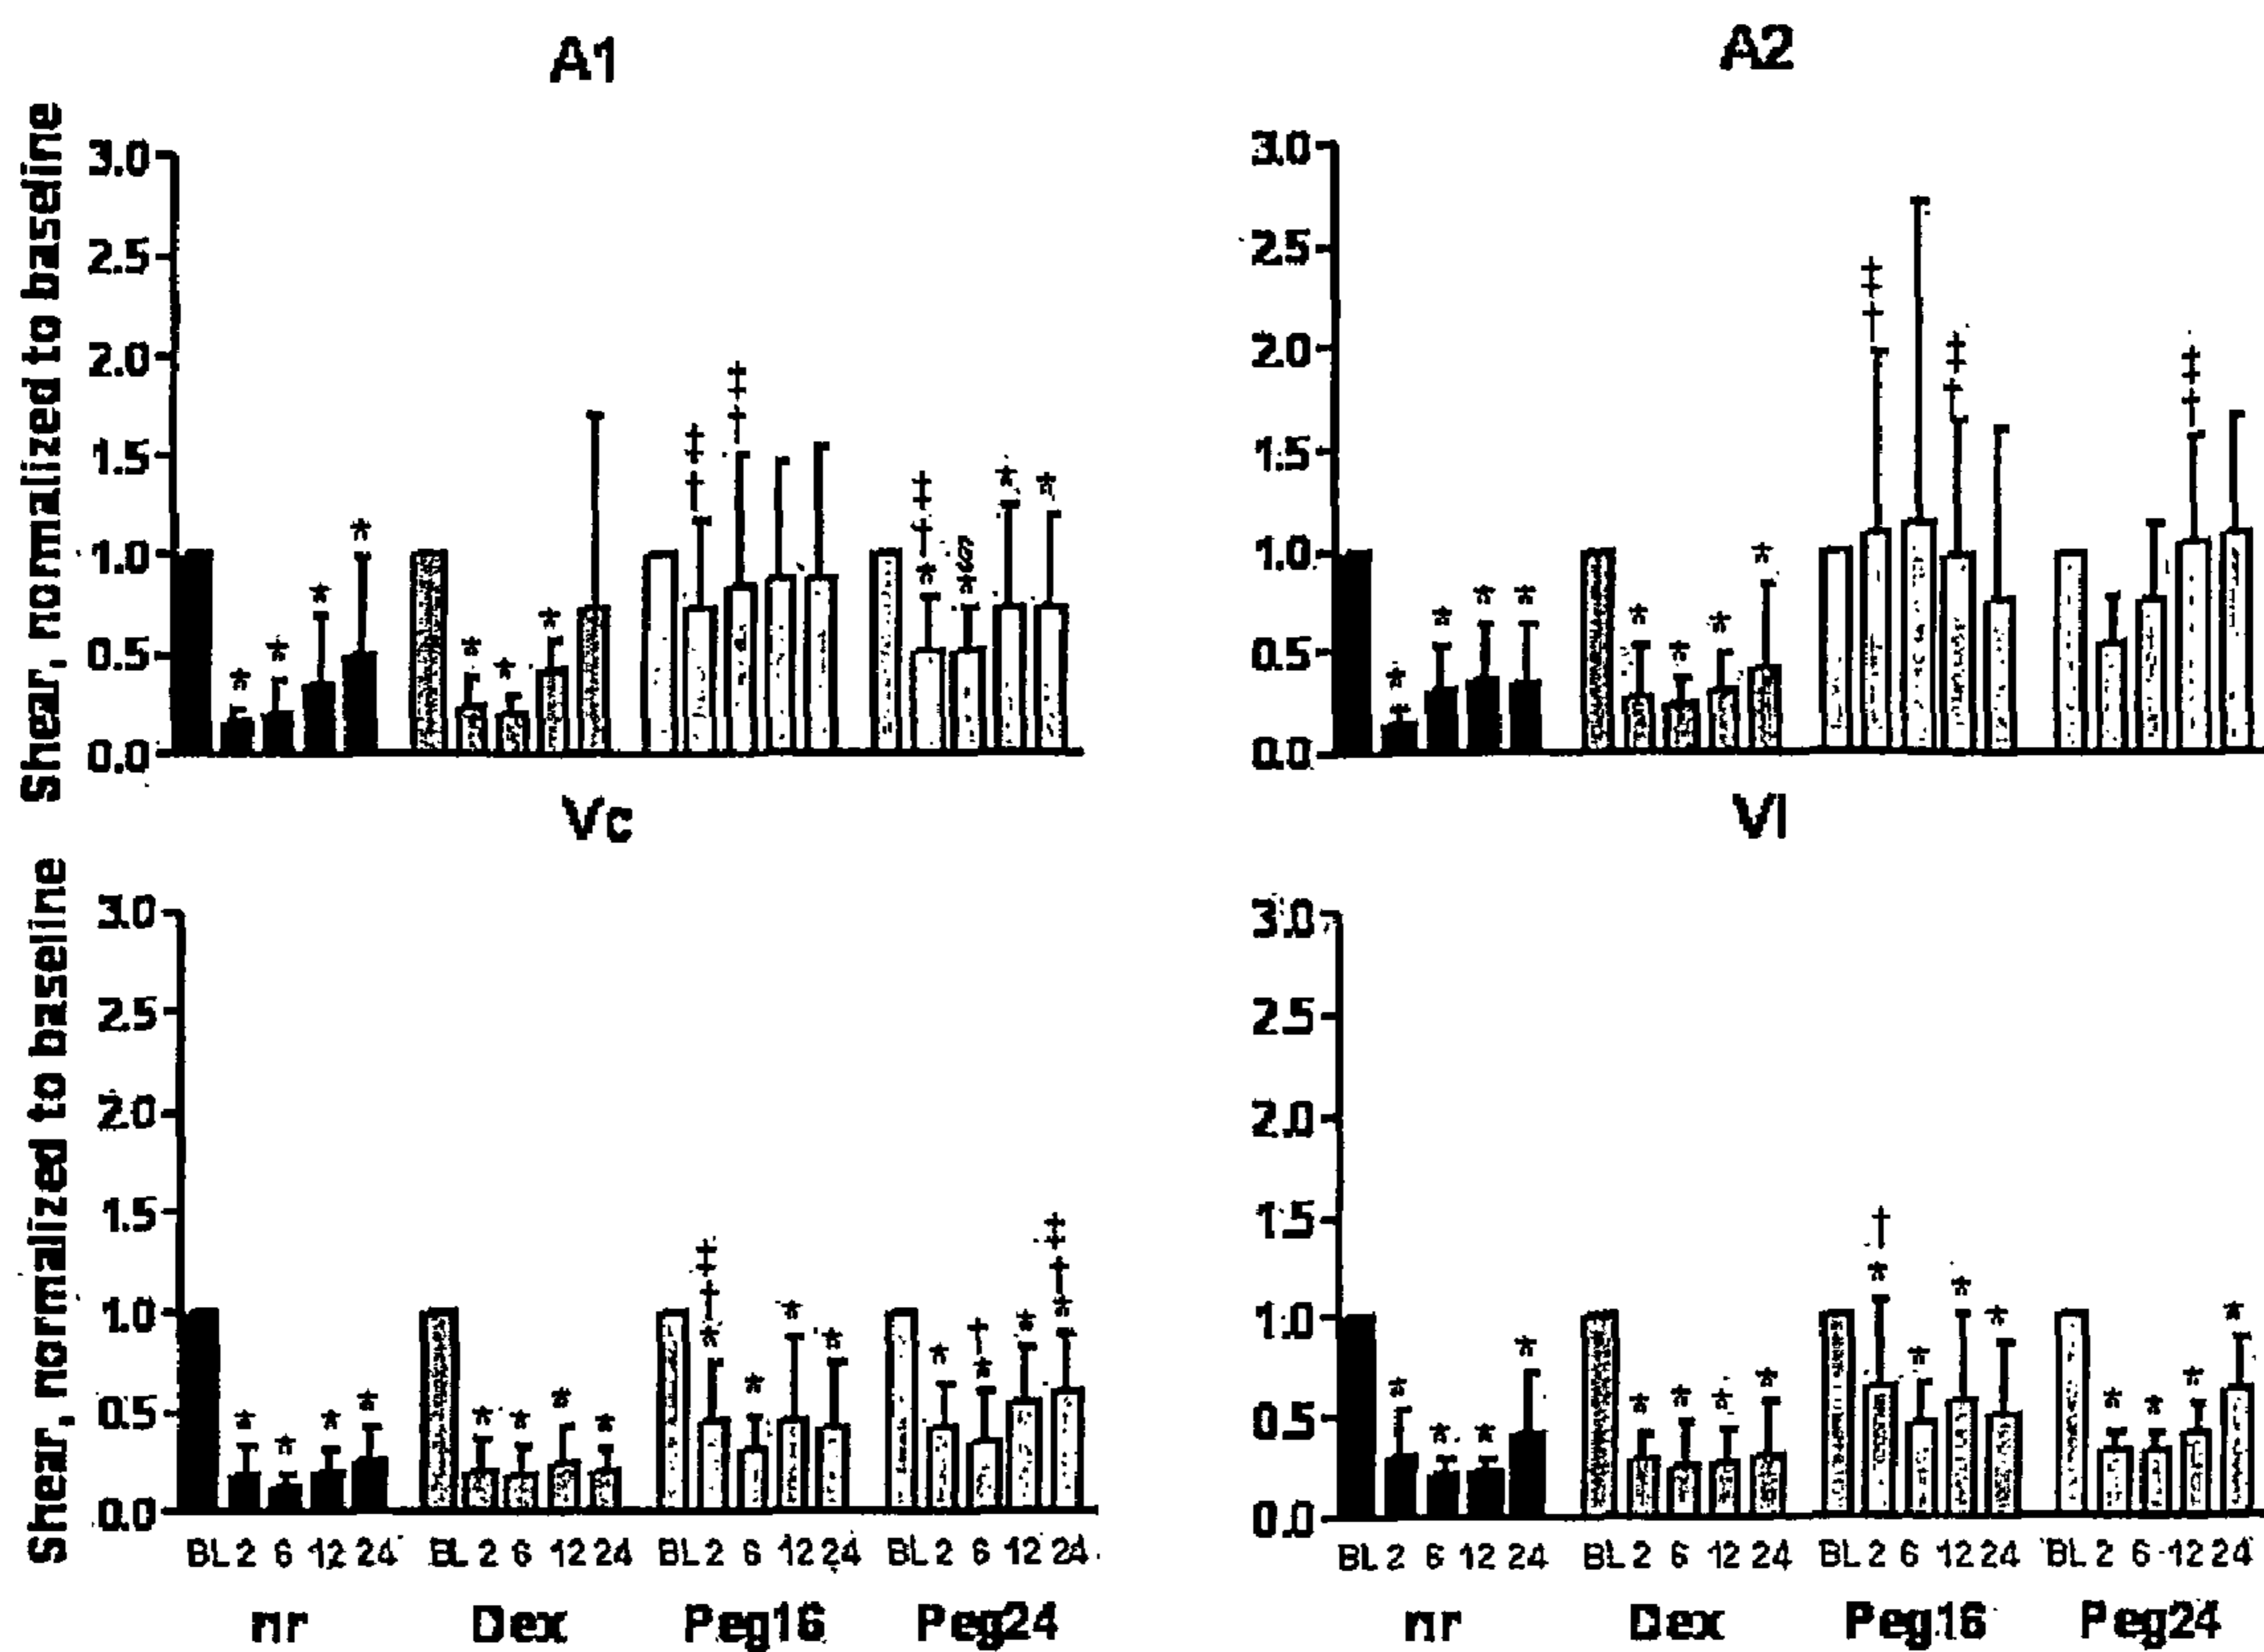 A1
A2
Shear, normalized to baseline
3.0
2.5
2.0
1.5
1.0
0.5
0.0
* * * *
* * *
‡ †
‡ †
‡ † *
§ *
* *
3.0
2.5
2.0
1.5
1.0
0.5
0.0
* * * *
* * * *
‡ †
‡ †
‡ †
Vc
Vl
Shear, normalized to baseline
3.0
2.5
2.0
1.5
1.0
0.5
0.0
* * * *
* * * *
‡ † *
* * *
*
† *
*
‡ † *
BL 2 6 12 24 BL 2 6 12 24 BL 2 6 12 24 BL 2 6 12 24
nr Dex Peg16 Peg24
3.0
2.5
2.0
1.5
1.0
0.5
0.0
* * * *
* * * *
† *
* * *
* * * *
BL 2 6 12 24 BL 2 6 12 24 BL 2 6 12 24 BL 2 6 12 24
nr Dex Peg16 Peg24